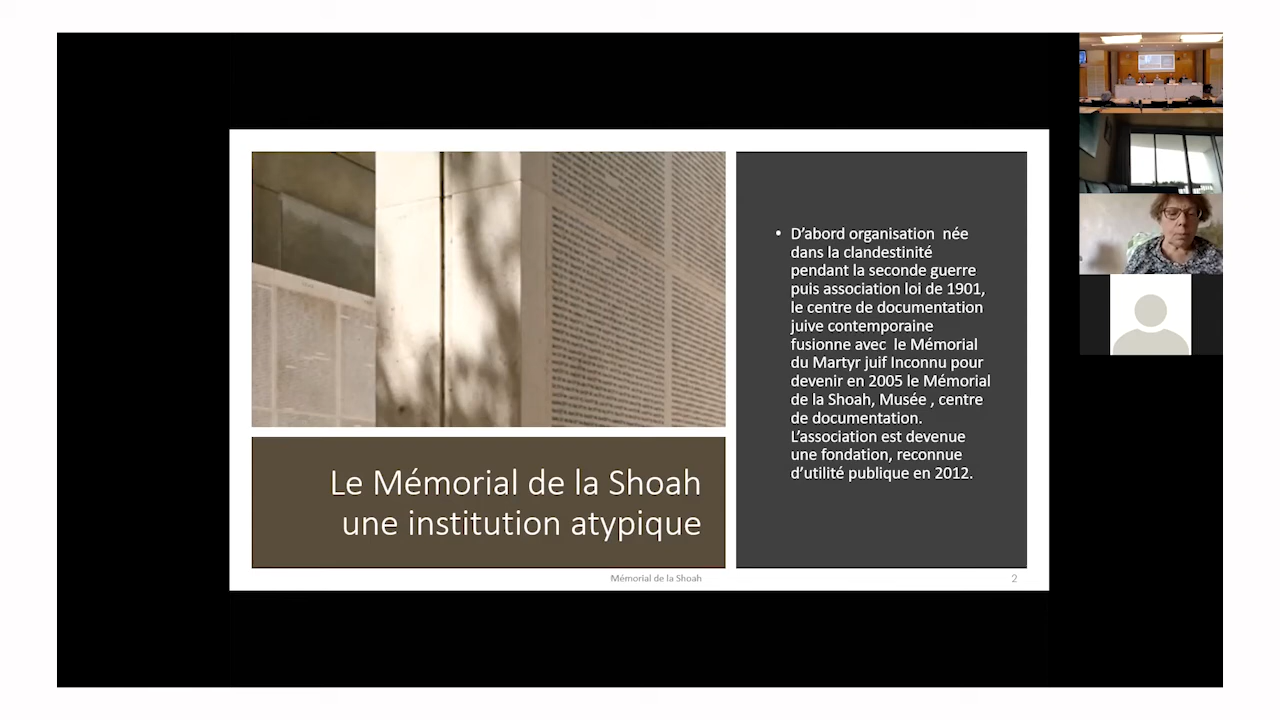 Le Mémorial de la Shoah
une institution atypique
• D’abord organisation née
dans la clandestinité
pendant la seconde guerre
puis association loi de 1901,
le centre de documentation
juive contemporaine
fusionne avec le Mémorial
du Martyr juif Inconnu pour
devenir en 2005 le Mémorial
de la Shoah, Musée , centre
de documentation.
L’association est devenue
une fondation, reconnue
d’utilité publique en 2012.
Mémorial de la Shoah
2